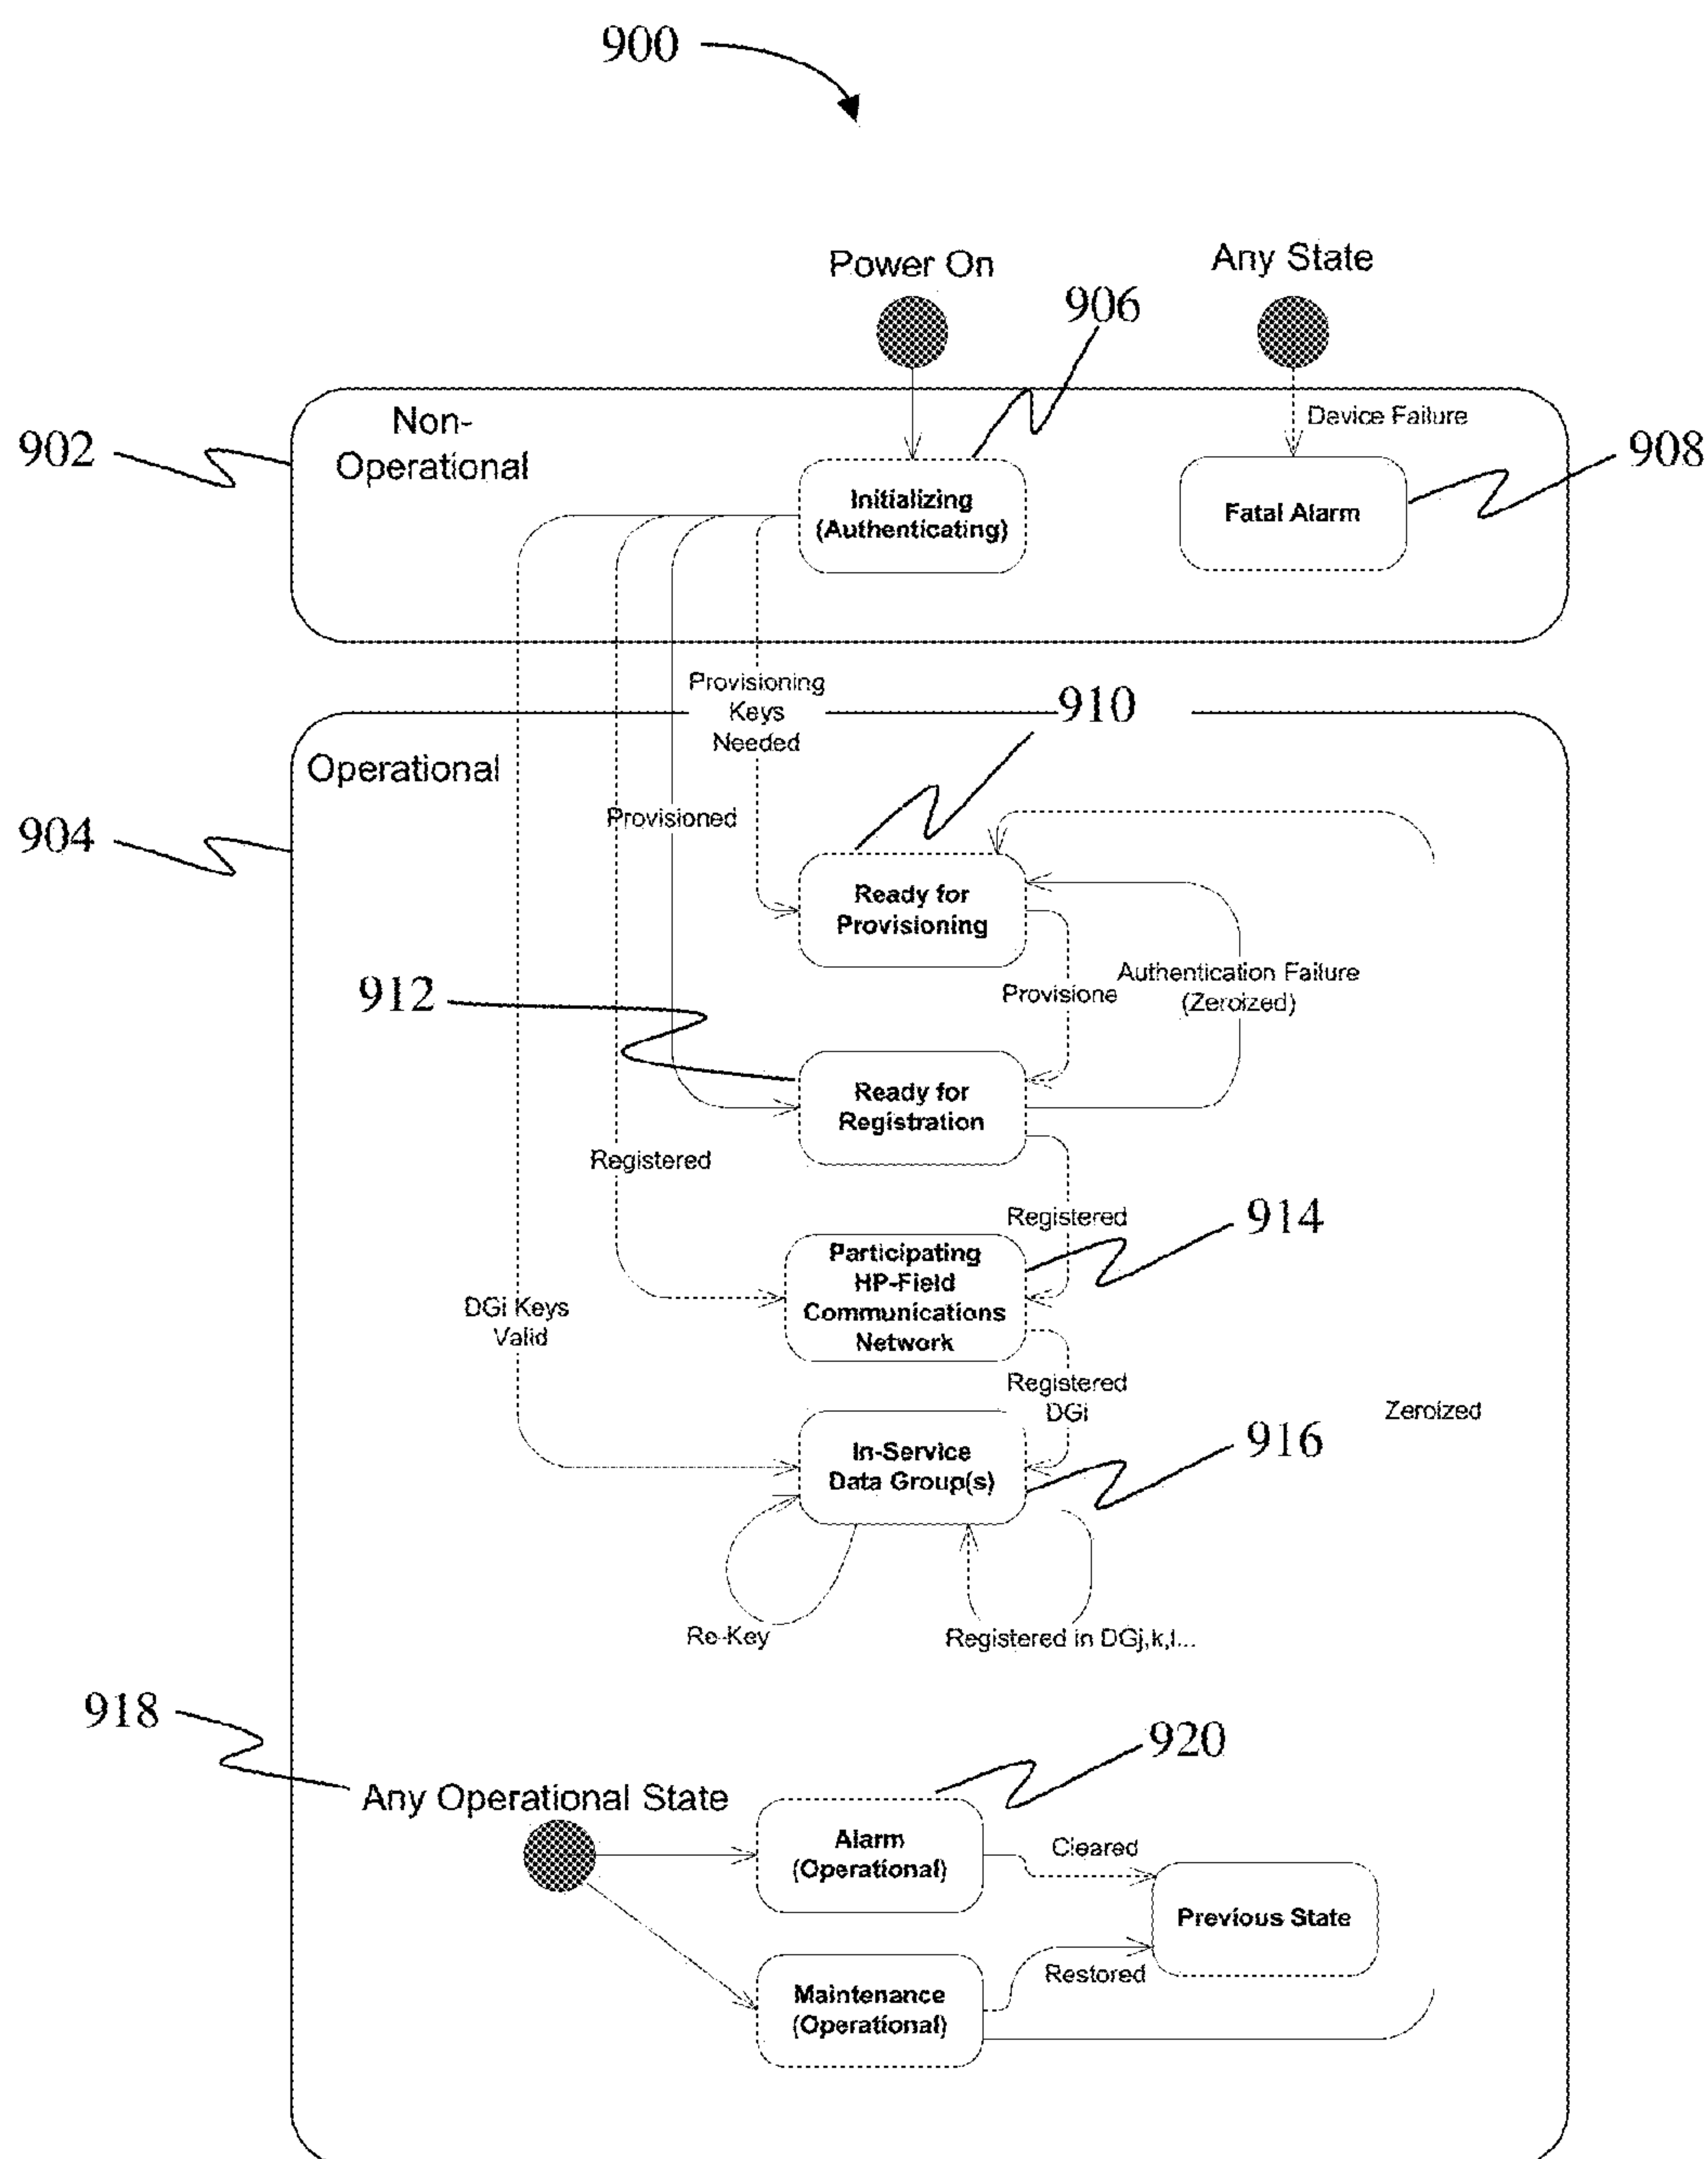 900
Power On
Any State
906
Non-
Operational
Device Failure
902
908
Initializing
(Authenticating)
Fatal Alarm
Provisioning
Keys
Needed
910
Operational
Provisioned
904
Ready for
Provisioning
Authentication Failure
(Zeroized)
912
Provisione
Ready for
Registration
Registered
Registered
914
Participating
HP-Field
Communications
Network
DGi Keys
Valid
Registered
DGi
Zeroized
916
In-Service
Data Group(s)
Re-Key
Registered in DGj,k,l...
918
920
Any Operational State
Alarm
(Operational)
Cleared
Previous State
Restored
Maintenance
(Operational)